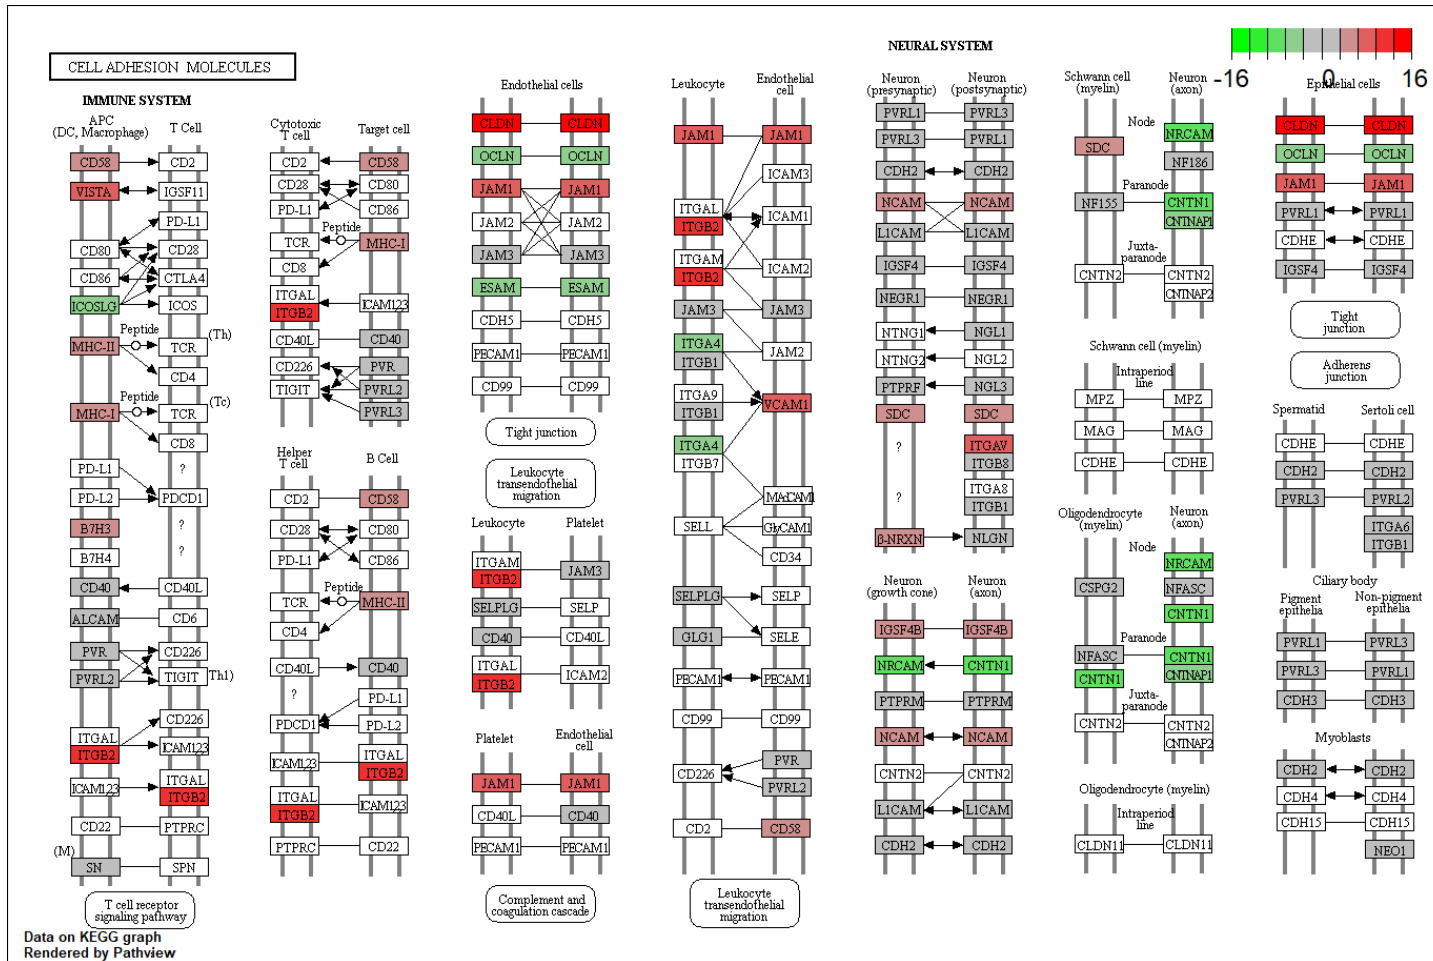 CELL ADHESION MOLECULES
NEURAL SYSTEM
-16
0
16
IMMUNE SYSTEM
APC
(DC, Macrophage)
T Cell
CD58
CD2
VISTA
IGSF11
PD-L1
CD80
CD28
CD86
CTLA4
ICOSLG
ICOS
Peptide
(Th)
MHC-II
TCR
CD4
Peptide
(Tc)
MHC-I
TCR
CD8
PD-L1
?
PD-L2
PDCD1
B7H3
?
B7H4
?
CD40
CD40L
ALCAM
CD6
PVR
CD226
PVRL2
TIGIT
Th1)
CD226
ITGAL
ITGB2
ICAM123
ITGAL
ICAM123
ITGB2
CD22
PTPRC
(M)
SN
SPN
T cell receptor
signaling pathway
Cytotoxic
T cell
Target cell
CD2
CD58
CD28
CD80
PD-L1
CD86
Peptide
TCR
MHC-I
CD8
ITGAL
ITGB2
ICAM123
CD40L
CD40
CD226
PVR
TIGIT
PVRL2
PVRL3
Helper
T cell
B Cell
CD2
CD58
CD28
CD80
PD-L1
CD86
Peptide
TCR
MHC-II
CD4
CD40L
CD40
?
PD-L1
PDCD1
PD-L2
ICAM123
ITGAL
ITGB2
ITGAL
ITGB2
ICAM123
PTPRC
CD22
Endothelial cells
CLDN
CLDN
OCLN
OCLN
JAM1
JAM1
JAM2
JAM2
JAM3
JAM3
ESAM
ESAM
CDH5
CDH5
PECAM1
PECAM1
CD99
CD99
Tight junction
Leukocyte
transendothelial
migration
Leukocyte
Platelet
ITGAM
ITGB2
JAM3
SELPLG
SELP
CD40
CD40L
ITGAL
ITGB2
ICAM2
Platelet
Endothelial
cell
JAM1
JAM1
CD40L
CD40
PECAM1
PECAM1
Complement and
coagulation cascade
Leukocyte
Endothelial
cell
JAM1
JAM1
ICAM3
ITGAL
ITGB2
ICAM1
ITGAM
ITGB2
ICAM2
JAM3
JAM3
ITGA4
ITGB1
JAM2
ITGA9
ITGB1
VCAM1
ITGA4
ITGB7
MAdCAM1
SELL
GlyCAM1
CD34
SELPLG
SELP
GLG1
SELE
PECAM1
PECAM1
CD99
CD99
CD226
PVR
PVRL2
CD2
CD58
Leukocyte
transendothelial
migration
Neuron
(presynaptic)
Neuron
(postsynaptic)
PVRL1
PVRL3
PVRL3
PVRL1
CDH2
CDH2
NCAM
NCAM
L1CAM
L1CAM
IGSF4
IGSF4
NEGR1
NEGR1
NTNG1
NGL1
NTNG2
NGL2
PTPRF
NGL3
SDC
SDC
?
ITGAV
ITGB8
?
ITGA8
ITGB1
β-NRXN
NLGN
Neuron
(growth cone)
Neuron
(axon)
IGSF4B
IGSF4B
NRCAM
CNTN1
PTPRM
PTPRM
NCAM
NCAM
CNTN2
CNTN2
L1CAM
L1CAM
CDH2
CDH2
Schwann cell
(myelin)
Neuron
(axon)
Node
NRCAM
SDC
NF186
Paranode
NF155
CNTN1
CNTNAP1
Juxta-
paranode
CNTN2
CNTN2
CNTNAP2
Schwann cell (myelin)
Intraperiod
line
MPZ
MPZ
MAG
MAG
CDHE
CDHE
Oligodendrocyte
(myelin)
Neuron
(axon)
Node
NRCAM
CSPG2
NFASC
CNTN1
Paranode
NFASC
CNTN1
CNTN1
CNTNAP1
Juxta-
paranode
CNTN2
CNTN2
CNTNAP2
Oligodendrocyte (myelin)
Intraperiod
line
CLDN11
CLDN11
Epithelial cells
CLDN
CLDN
OCLN
OCLN
JAM1
JAM1
PVRL1
PVRL1
CDHE
CDHE
IGSF4
IGSF4
Tight
junction
Adherens
junction
Spermatid
Sertoli cell
CDHE
CDHE
CDH2
CDH2
PVRL3
PVRL2
ITGA6
ITGB1
Ciliary body
Pigment
epithelia
Non-pigment
epithelia
PVRL1
PVRL3
PVRL3
PVRL1
CDH3
CDH3
Myoblasts
CDH2
CDH2
CDH4
CDH4
CDH15
CDH15
NEO1
Data on KEGG graph
Rendered by Pathview